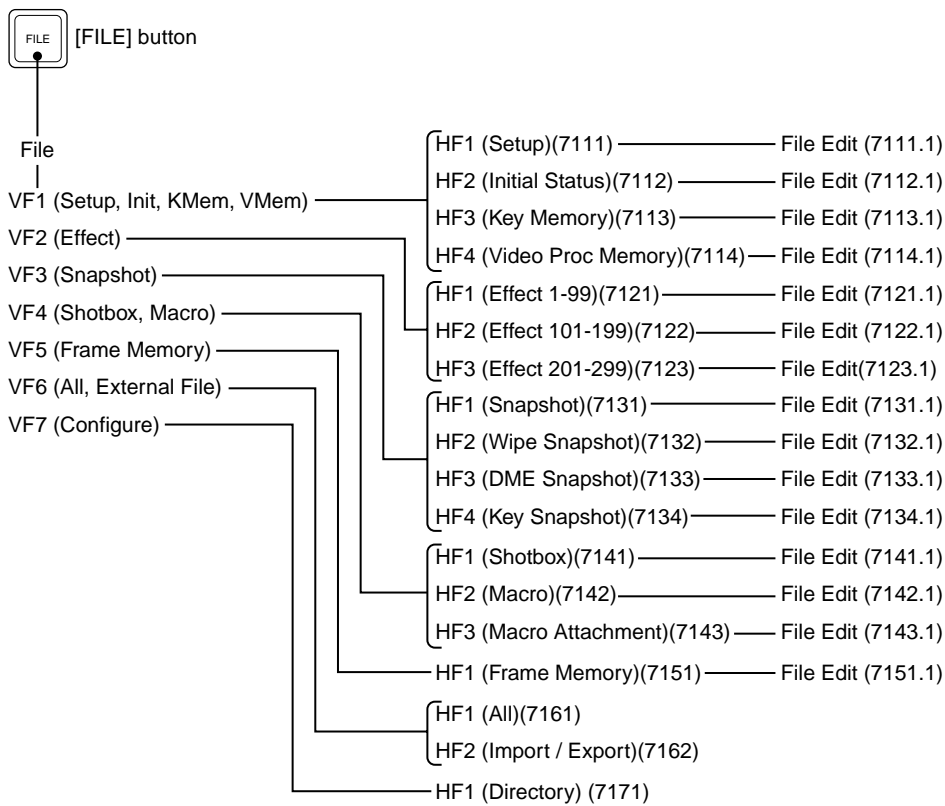 FILE
[FILE] button
File
VF1 (Setup, Init, KMem, VMem)
VF2 (Effect)
VF3 (Snapshot)
VF4 (Shotbox, Macro)
VF5 (Frame Memory)
VF6 (All, External File)
VF7 (Configure)
HF1 (Setup)(7111) File Edit (7111.1)
HF2 (Initial Status)(7112) File Edit (7112.1)
HF3 (Key Memory)(7113) File Edit (7113.1)
HF4 (Video Proc Memory)(7114) File Edit (7114.1)
HF1 (Effect 1-99)(7121) File Edit (7121.1)
HF2 (Effect 101-199)(7122) File Edit (7122.1)
HF3 (Effect 201-299)(7123) File Edit(7123.1)
HF1 (Snapshot)(7131) File Edit (7131.1)
HF2 (Wipe Snapshot)(7132) File Edit (7132.1)
HF3 (DME Snapshot)(7133) File Edit (7133.1)
HF4 (Key Snapshot)(7134) File Edit (7134.1)
HF1 (Shotbox)(7141) File Edit (7141.1)
HF2 (Macro)(7142) File Edit (7142.1)
HF3 (Macro Attachment)(7143) File Edit (7143.1)
HF1 (Frame Memory)(7151) File Edit (7151.1)
HF1 (All)(7161)
HF2 (Import / Export)(7162)
HF1 (Directory) (7171)